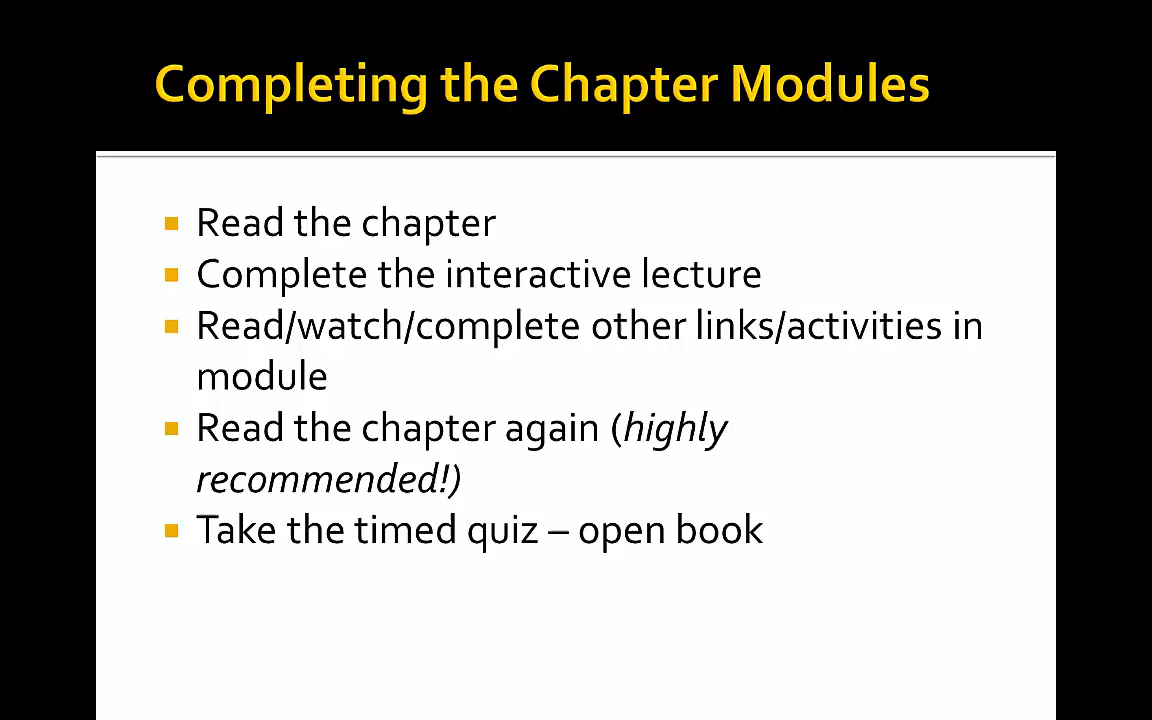 Completing the Chapter Modules
Read the chapter
Complete the interactive lecture
Read/watch/complete other links/activities in
module
Read the chapter again (highly
recommended!)
Take the timed quiz – open book